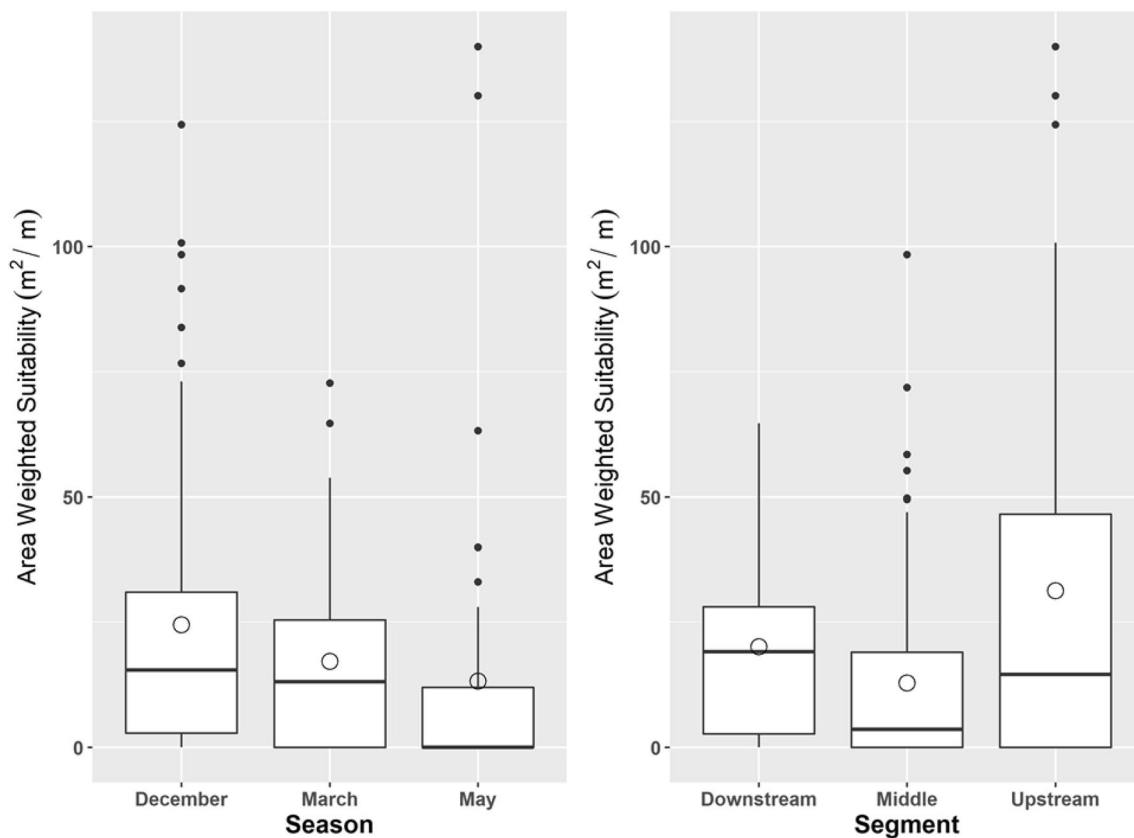 Area Weighted Suitability (m²/ m)
100
50
0
December March May
Season
Area Weighted Suitability (m²/ m)
100
50
0
Downstream Middle Upstream
Segment